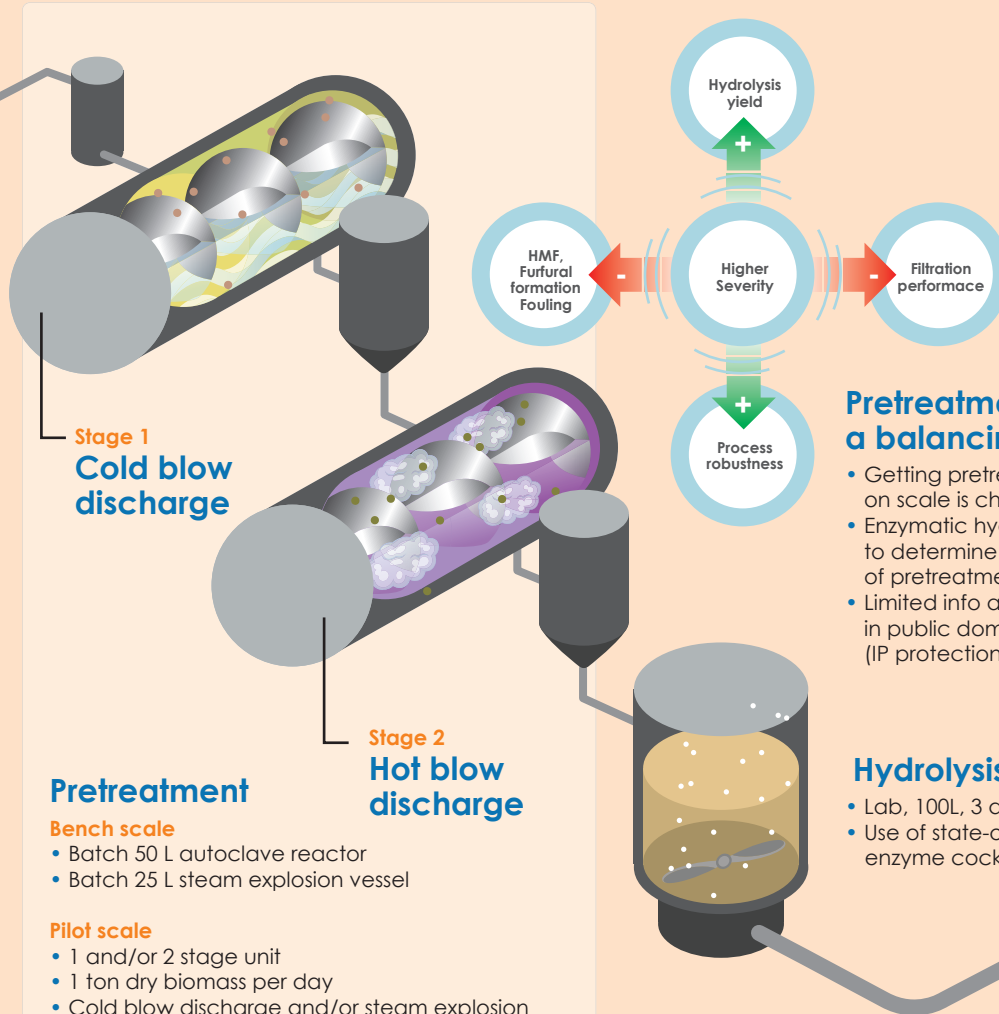 Hydrolysis
yield
+
HMF,
Furfural
formation
Fouling
-
Higher
Severity
-
Filtration
performace
+
Process
robustness
Stage 1
Cold blow
discharge
Pretreatme
a balancin
• Getting pretre
on scale is ch
• Enzymatic hy
to determine
of pretreatme
• Limited info a
in public dom
(IP protection
Stage 2
Hot blow
discharge
Pretreatment
Bench scale
• Batch 50 L autoclave reactor
• Batch 25 L steam explosion vessel
Pilot scale
• 1 and/or 2 stage unit
• 1 ton dry biomass per day
• Cold blow discharge and/or steam explosion
Hydrolysis
• Lab, 100L, 3 c
• Use of state-o
enzyme cock